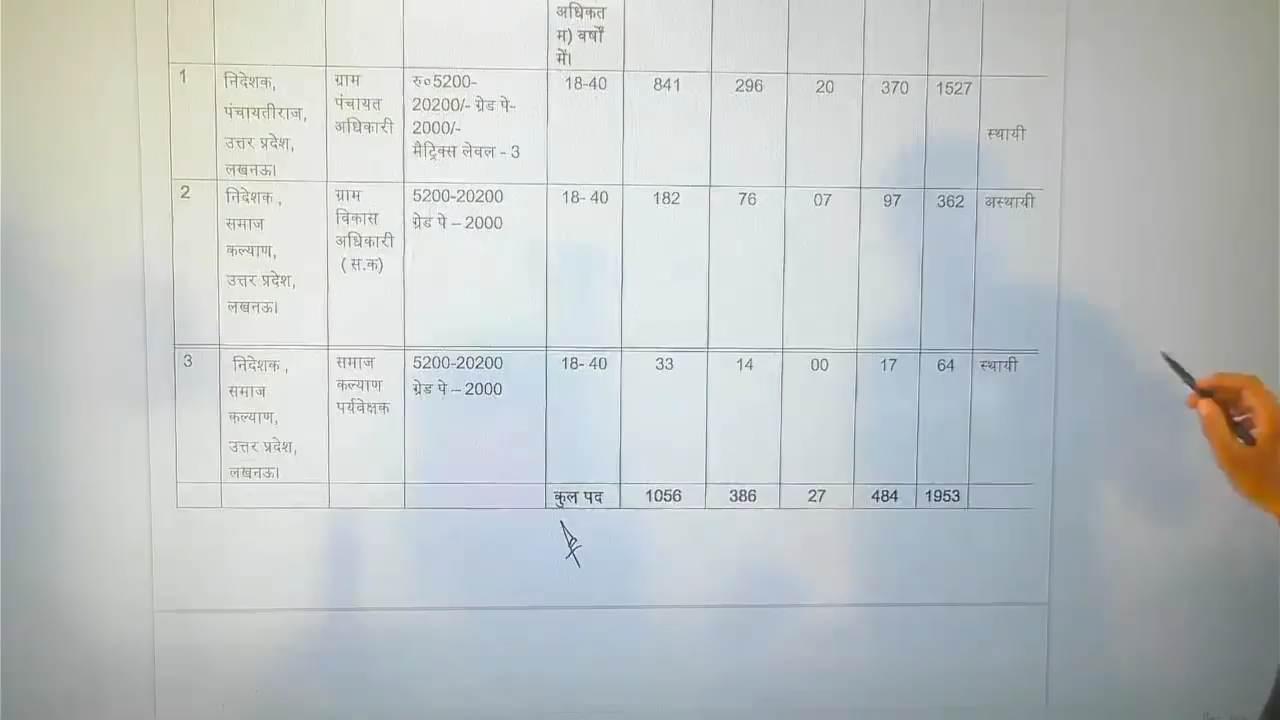 अधिकत
म) वर्षों
में।
1 निदेशक, ग्राम रु०5200- 18-40 841 296 20 370 1527
पंचायतीराज, पंचायत 20200/- ग्रेड पे-
अधिकारी 2000/- स्थायी
उत्तर प्रदेश, मैट्रिक्स लेवल - 3
लखनऊ।
2 निदेशक , ग्राम 5200-20200 18- 40 182 76 07 97 362 अस्थायी
समाज विकास ग्रेड पे – 2000
कल्याण, अधिकारी
( स.क)
उत्तर प्रदेश,
लखनऊ।
3 निदेशक , समाज 5200-20200 18- 40 33 14 00 17 64 स्थायी
समाज कल्याण ग्रेड पे – 2000
कल्याण, पर्यवेक्षक
उत्तर प्रदेश,
लखनऊ।
कुल पद 1056 386 27 484 1953